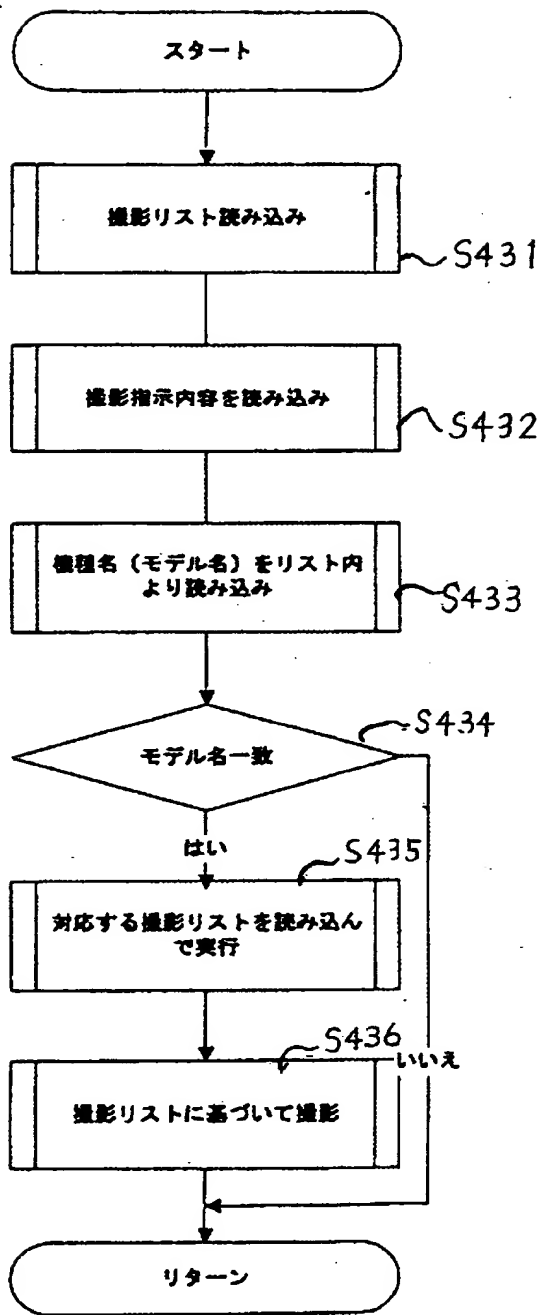 スタート
撮影リスト読み込み
S431
撮影指示内容を読み込み
S432
機種名（モデル名）をリスト内
より読み込み
S433
S434
モデル名一致
はい
S435
対応する撮影リストを読み込ん
で実行
S436
いいえ
撮影リストに基づいて撮影
リターン